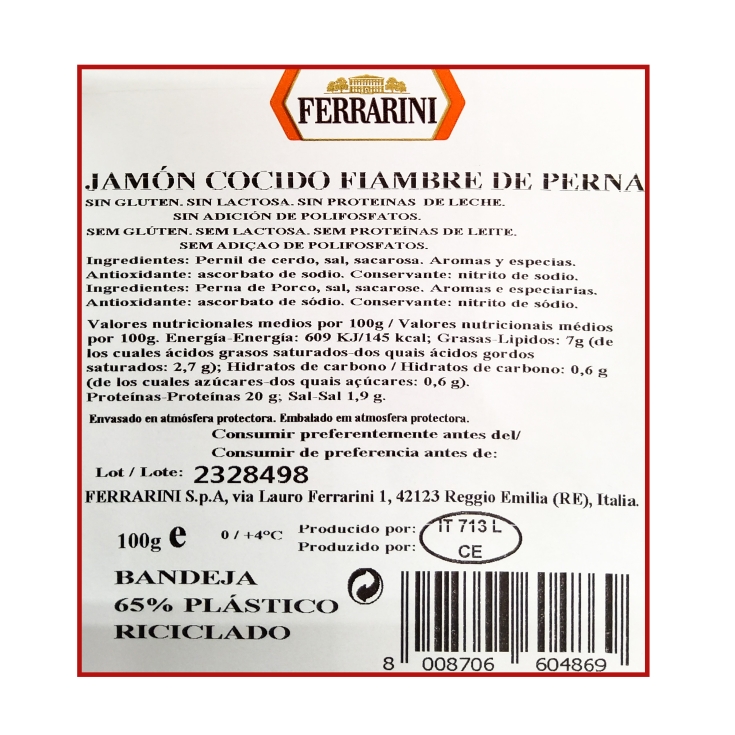 FERRARINI
JAMÓN COCIDO FIAMBRE DE PERNA
SIN GLUTEN. SIN LACTOSA. SIN PROTEINAS DE LECHE.
SIN ADICIÓN DE POLIFOSFATOS.
SEM GLÚTEN. SEM LACTOSA. SEM PROTEÍNAS DE LEITE.
SEM ADIÇAO DE POLIFOSFATOS.
Ingredientes: Pernil de cerdo, sal, sacarosa. Aromas y especias.
Antioxidante: ascorbato de sodio. Conservante: nitrito de sodio.
Ingredientes: Perna de Porco, sal, sacarose. Aromas e especiarias.
Antioxidante: ascorbato de sódio. Conservante: nitrito de sódio.
Valores nutricionales medios por 100g / Valores nutricionais médios
por 100g. Energía-Energía: 609 KJ/145 kcal; Grasas-Lipidos: 7g (de
los cuales ácidos grasos saturados-dos quais ácidos gordos
saturados: 2,7 g); Hidratos de carbono / Hidratos de carbono: 0,6 g
(de los cuales azúcares-dos quais açúcares: 0,6 g).
Proteínas-Proteínas 20 g; Sal-Sal 1,9 g.
Envasado en atmósfera protectora. Embalado em atmosfera protectora.
Consumir preferentemente antes del/
Consumir de preferencia antes de:
Lot / Lote: 2328498
FERRARINI S.p.A, via Lauro Ferrarini 1, 42123 Reggio Emilia (RE), Italia.
100g e 0 / +4°C
Producido por: IT 713 L
Produzido por: CE
BANDEJA
65% PLÁSTICO
RICICLADO
8 008706 604869